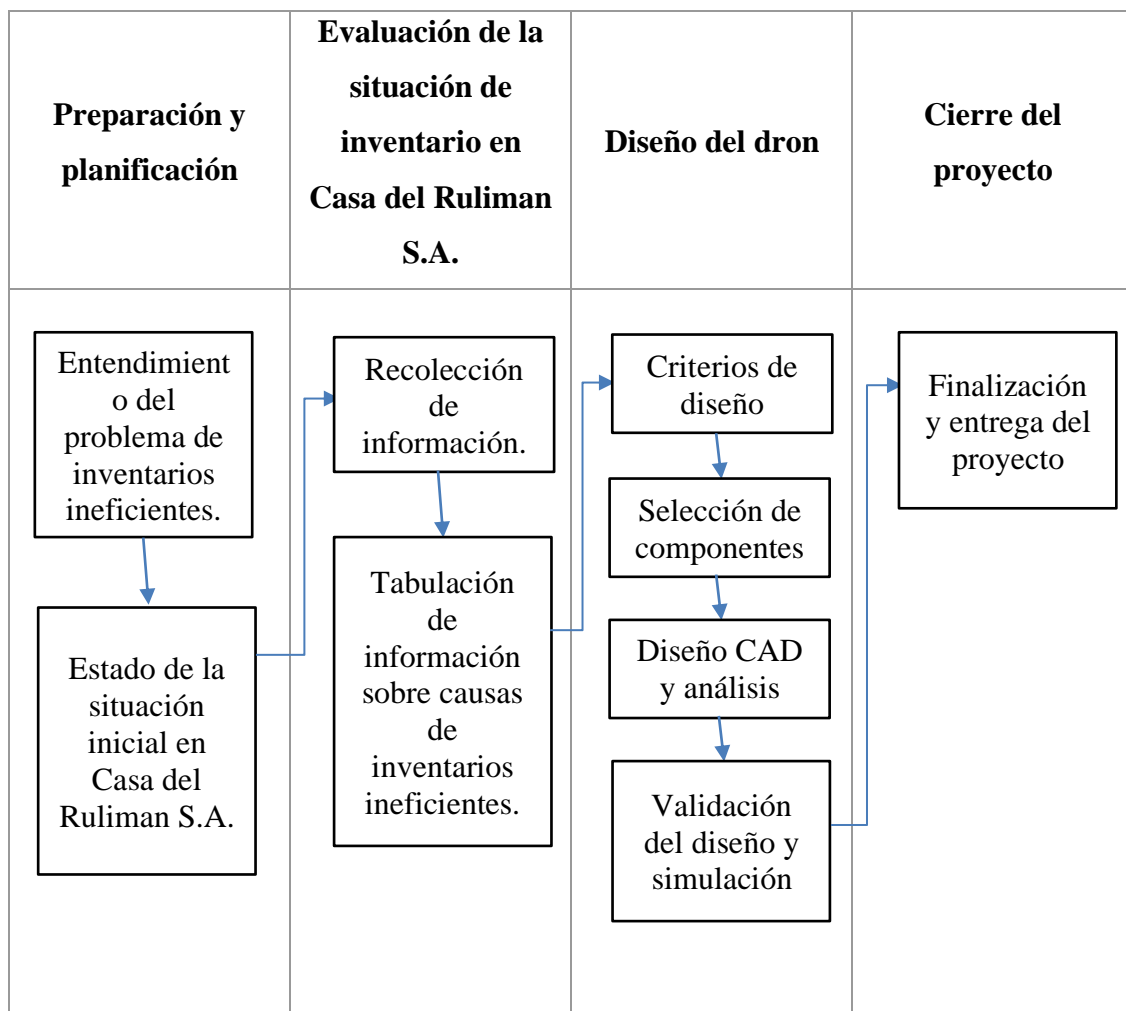 Preparación y
planificación
Evaluación de la
situación de
inventario en
Casa del Ruliman
S.A.
Diseño del dron
Cierre del
proyecto
Entendimient
o del
problema de
inventarios
ineficientes.
Estado de la
situación
inicial en
Casa del
Ruliman S.A.
Recolección
de
información.
Tabulación
de
información
sobre causas
de
inventarios
ineficientes.
Criterios de
diseño
Selección de
componentes
Diseño CAD
y análisis
Validación
del diseño y
simulación
Finalización
y entrega del
proyecto